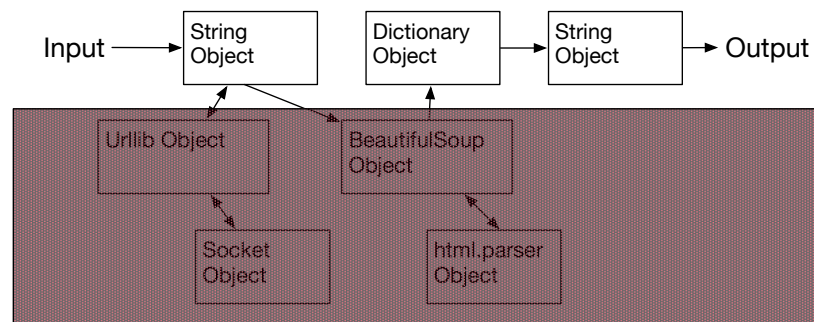 Input
String
Object
Dictionary
Object
String
Object
Output
Urllib Object
BeautifulSoup
Object
Socket
Object
html.parser
Object